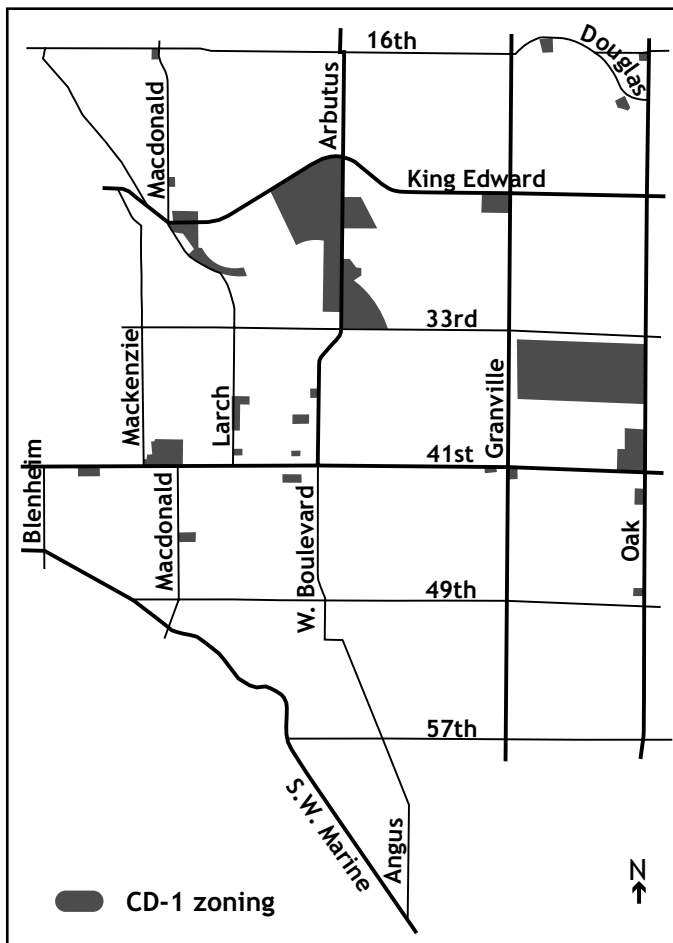 16th
Douglas
Macdonald
Arbutus
King Edward
33rd
Mackenzie
Larch
Granville
Blenheim
41st
Macdonald
W. Boulevard
Oak
49th
57th
S.W. Marine
Angus
N
CD-1 zoning